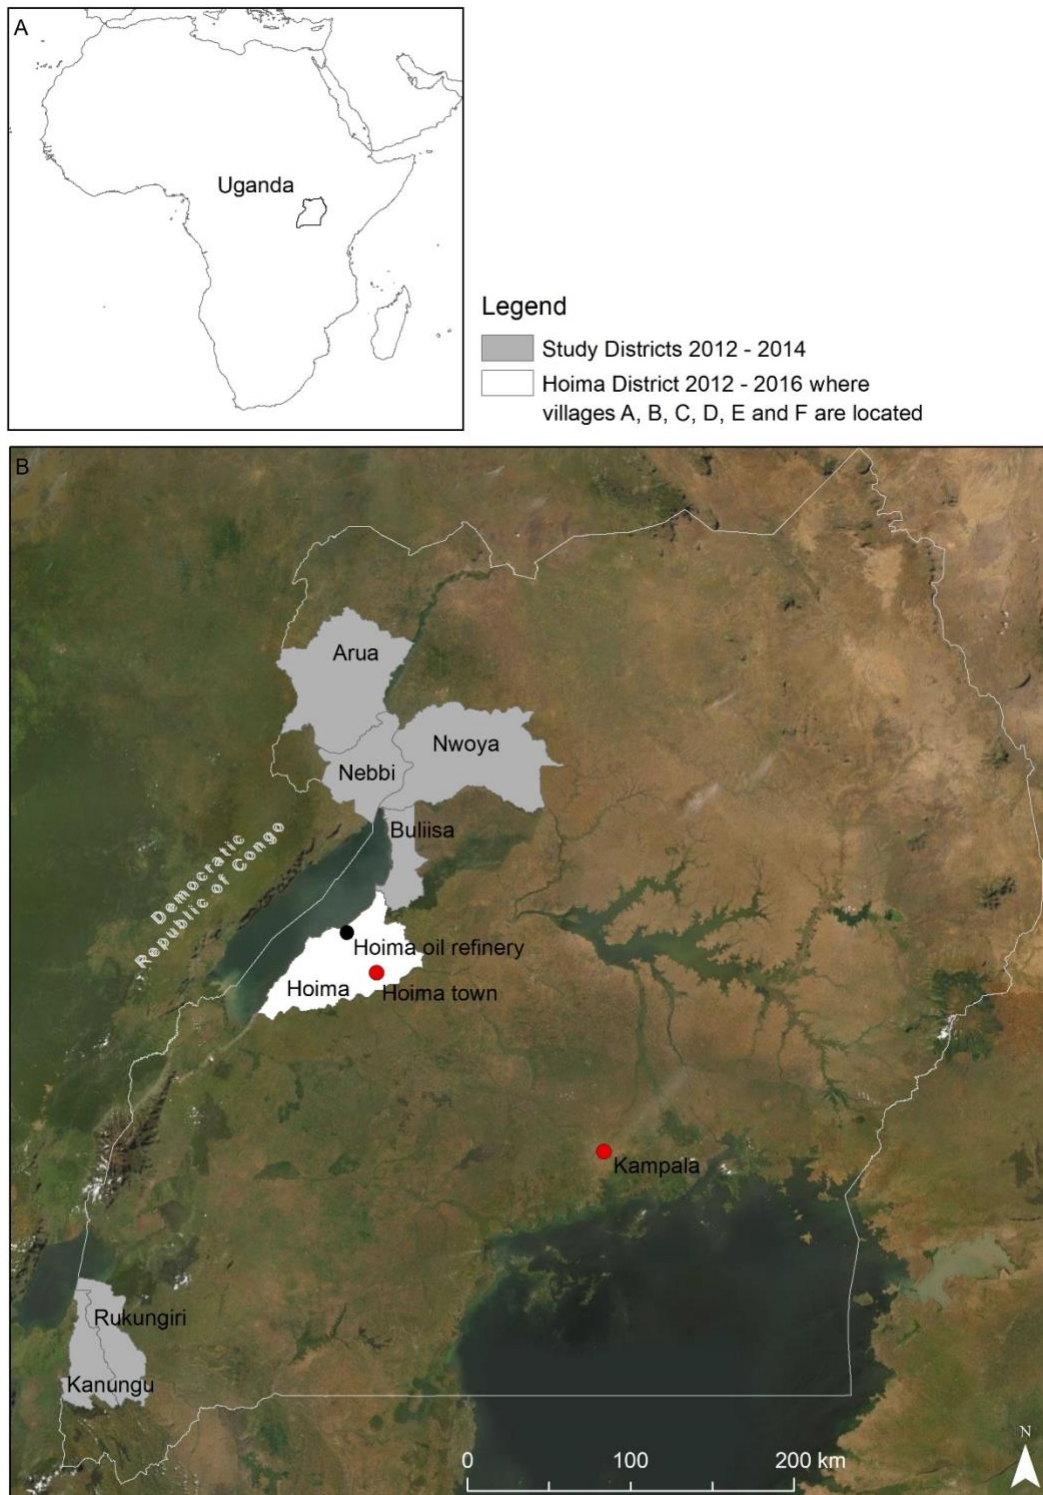 A
Uganda
Legend
Study Districts 2012 - 2014
Hoima District 2012 - 2016 where
villages A, B, C, D, E and F are located
B
Arua
Nwoya
Nebbi
Buliisa
Democratic
Republic of Congo
Hoima oil refinery
Hoima
Hoima town
Kampala
Rukungiri
Kanungu
0 100 200 km
N